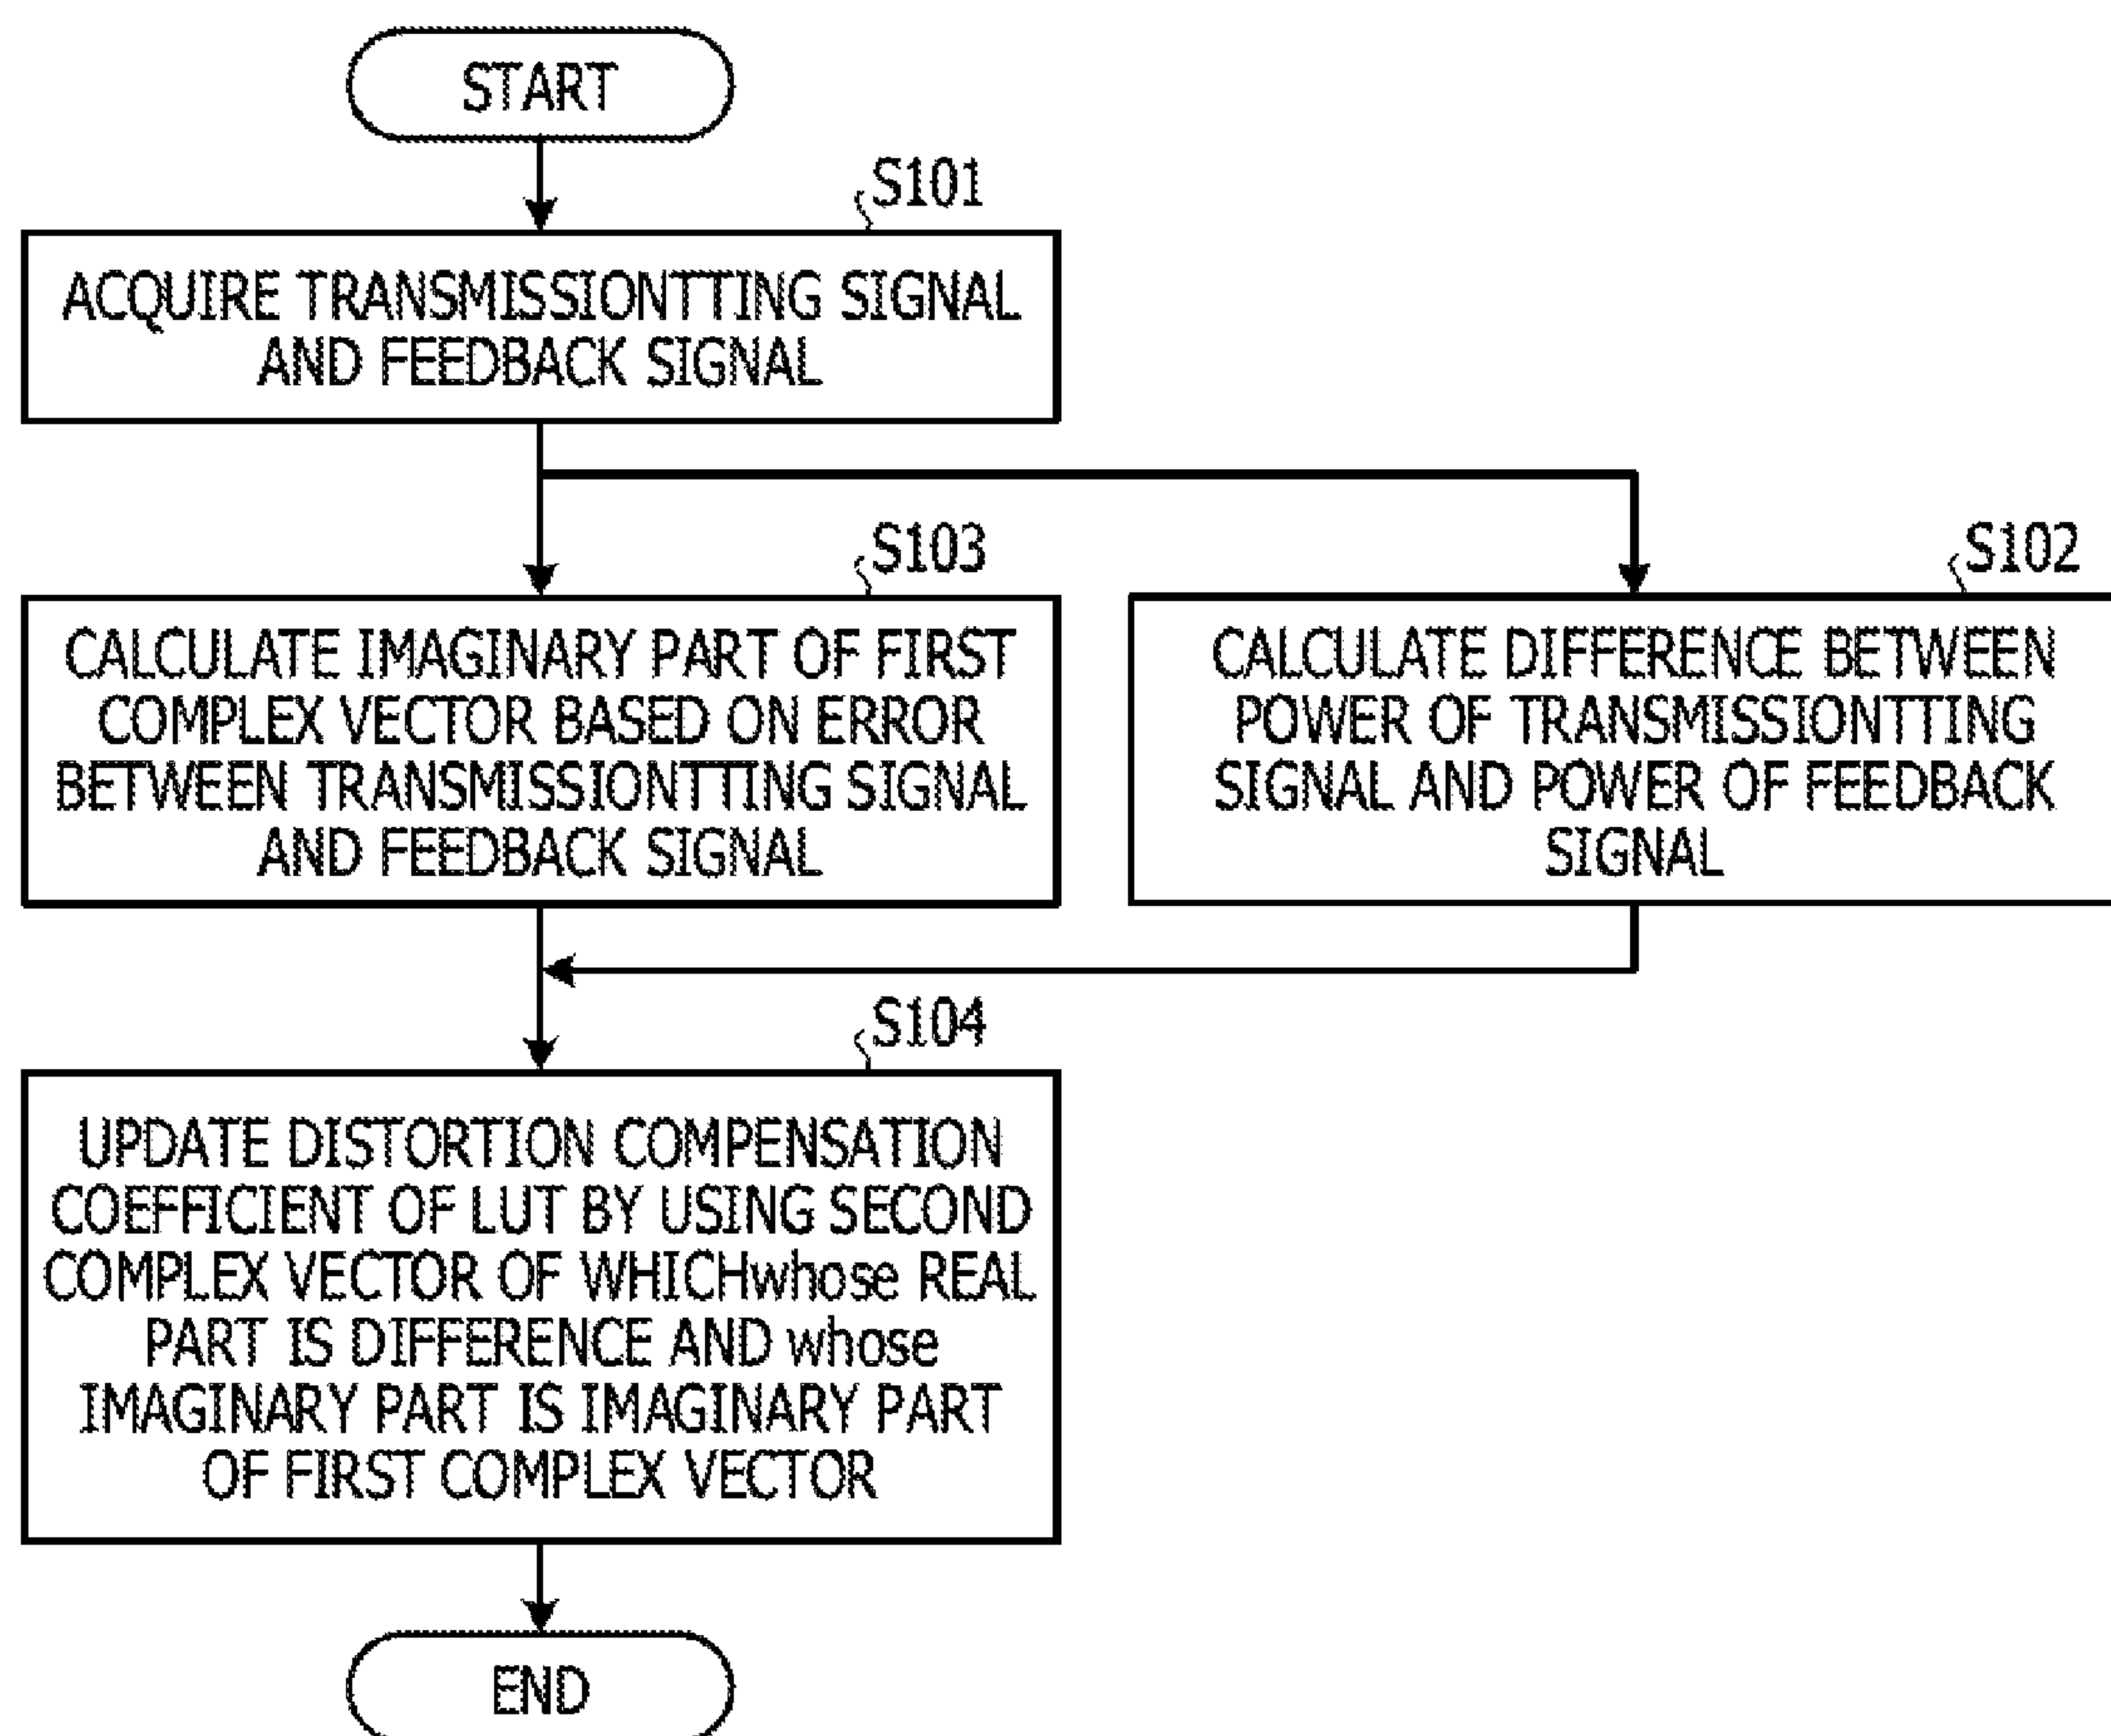 START
S101
ACQUIRE TRANSMISSIONTTING SIGNAL
AND FEEDBACK SIGNAL
S103
CALCULATE IMAGINARY PART OF FIRST
COMPLEX VECTOR BASED ON ERROR
BETWEEN TRANSMISSIONTTING SIGNAL
AND FEEDBACK SIGNAL
S102
CALCULATE DIFFERENCE BETWEEN
POWER OF TRANSMISSIONTTING
SIGNAL AND POWER OF FEEDBACK
SIGNAL
S104
UPDATE DISTORTION COMPENSATION
COEFFICIENT OF LUT BY USING SECOND
COMPLEX VECTOR OF WHICHwhose REAL
PART IS DIFFERENCE AND whose
IMAGINARY PART IS IMAGINARY PART
OF FIRST COMPLEX VECTOR
END